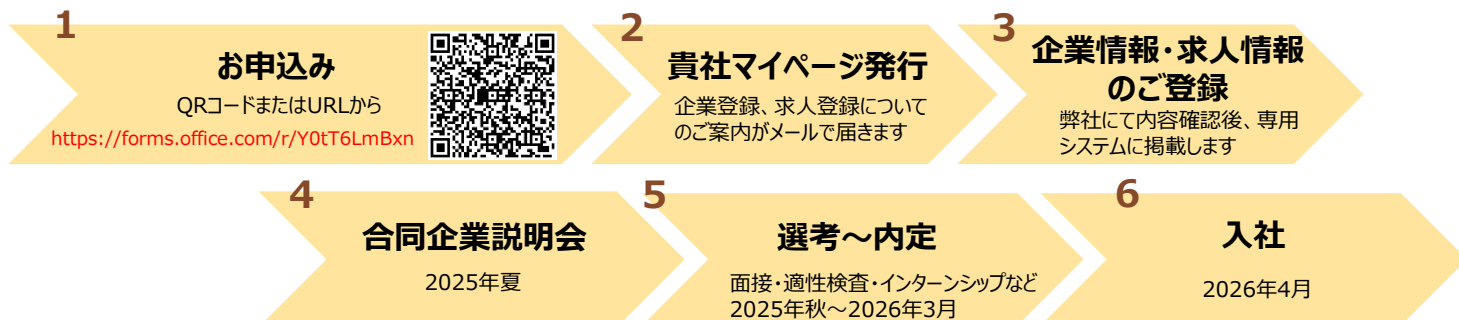 1
お申込み
QRコードまたはURLから
https://forms.office.com/r/Y0tT6LmBxn
2
貴社マイページ発行
企業登録、求人登録について
のご案内がメールで届きます
3
企業情報・求人情報
のご登録
弊社にて内容確認後、専用
システムに掲載します
4
合同企業説明会
2025年夏
5
選考～内定
面接・適性検査・インターンシップなど
2025年秋～2026年3月
6
入社
2026年4月